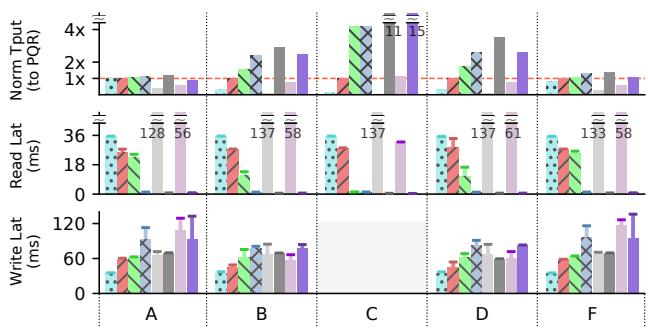 Norm Tput
(to PQR)
4x
2x
1x
11 15
Read Lat
(ms)
36
18
0
128 56
137 58
137
137 61
133 58
Write Lat
(ms)
120
60
0
A B C D F